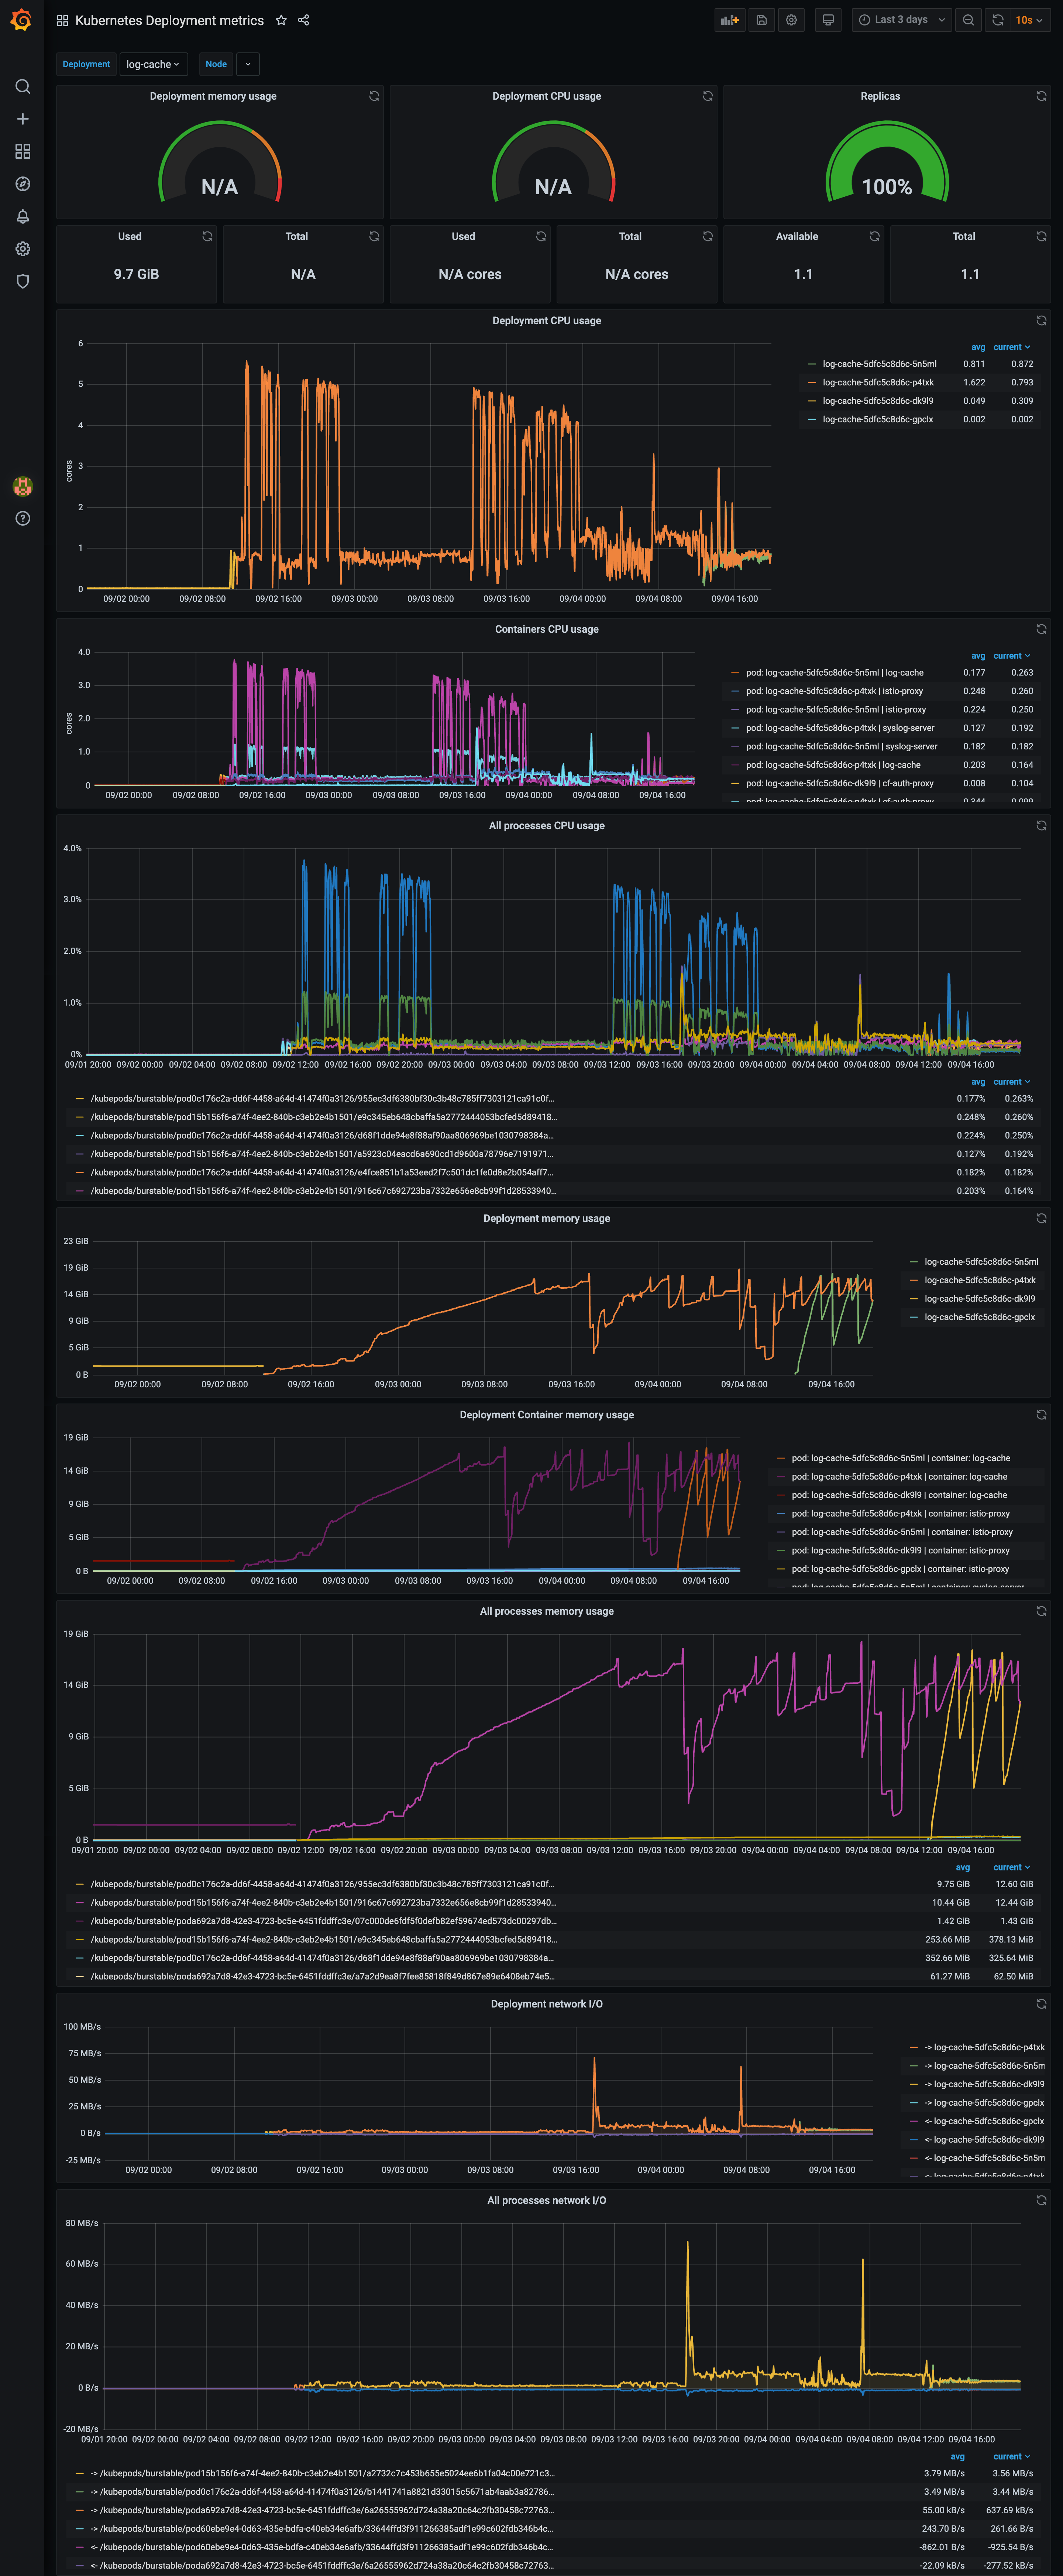 Kubernetes Deployment metrics
Last 3 days
10s
Deployment log-cache Node
Deployment memory usage Deployment CPU usage Replicas
N/A N/A 100%
Used Total Used Total Available Total
9.7 GiB N/A N/A cores N/A cores 1.1 1.1
Deployment CPU usage
avg current
log-cache-5dfc5c8d6c-5n5ml 0.811 0.872
log-cache-5dfc5c8d6c-p4txk 1.622 0.793
log-cache-5dfc5c8d6c-dk9l9 0.049 0.309
log-cache-5dfc5c8d6c-gpclx 0.002 0.002
6
5
4
3
2
1
0
cores
09/02 00:00 09/02 08:00 09/02 16:00 09/03 00:00 09/03 08:00 09/03 16:00 09/04 00:00 09/04 08:00 09/04 16:00
Containers CPU usage
avg current
pod: log-cache-5dfc5c8d6c-5n5ml | log-cache 0.177 0.263
pod: log-cache-5dfc5c8d6c-p4txk | istio-proxy 0.248 0.260
pod: log-cache-5dfc5c8d6c-5n5ml | istio-proxy 0.224 0.250
pod: log-cache-5dfc5c8d6c-p4txk | syslog-server 0.127 0.192
pod: log-cache-5dfc5c8d6c-5n5ml | syslog-server 0.182 0.182
pod: log-cache-5dfc5c8d6c-p4txk | log-cache 0.203 0.164
pod: log-cache-5dfc5c8d6c-dk9l9 | cf-auth-proxy 0.008 0.104
pod: log-cache-5dfc5c8d6c-p4txk | cf-auth-proxy 0.344 0.099
4.0
3.0
2.0
1.0
0
cores
09/02 00:00 09/02 08:00 09/02 16:00 09/03 00:00 09/03 08:00 09/03 16:00 09/04 00:00 09/04 08:00 09/04 16:00
All processes CPU usage
4.0%
3.0%
2.0%
1.0%
0%
09/01 20:00 09/02 00:00 09/02 04:00 09/02 08:00 09/02 12:00 09/02 16:00 09/02 20:00 09/03 00:00 09/03 04:00 09/03 08:00 09/03 12:00 09/03 16:00 09/03 20:00 09/04 00:00 09/04 04:00 09/04 08:00 09/04 12:00 09/04 16:00
avg current
/kubepods/burstable/pod0c176c2a-dd6f-4458-a64d-41474f0a3126/955ec3df6380bf30c3b48c785ff7303121ca91c0f... 0.177% 0.263%
/kubepods/burstable/pod15b156f6-a74f-4ee2-840b-c3eb2e4b1501/e9c345eb648cbaffa5a2772444053bcfed5d89418... 0.248% 0.260%
/kubepods/burstable/pod0c176c2a-dd6f-4458-a64d-41474f0a3126/d68f1dde94e8f88af90aa806969be1030798384a... 0.224% 0.250%
/kubepods/burstable/pod15b156f6-a74f-4ee2-840b-c3eb2e4b1501/a5923c04eacd6a690cd1d9600a78796e7191971... 0.127% 0.192%
/kubepods/burstable/pod0c176c2a-dd6f-4458-a64d-41474f0a3126/e4fce851b1a53eed2f7c501dc1fe0d8e2b054aff7... 0.182% 0.182%
/kubepods/burstable/pod15b156f6-a74f-4ee2-840b-c3eb2e4b1501/916c67c692723ba7332e656e8cb99f1d28533940... 0.203% 0.164%
Deployment memory usage
23 GiB
19 GiB
14 GiB
9 GiB
5 GiB
0 B
09/02 00:00 09/02 08:00 09/02 16:00 09/03 00:00 09/03 08:00 09/03 16:00 09/04 00:00 09/04 08:00 09/04 16:00
log-cache-5dfc5c8d6c-5n5ml
log-cache-5dfc5c8d6c-p4txk
log-cache-5dfc5c8d6c-dk9l9
log-cache-5dfc5c8d6c-gpclx
Deployment Container memory usage
19 GiB
14 GiB
9 GiB
5 GiB
0 B
09/02 00:00 09/02 08:00 09/02 16:00 09/03 00:00 09/03 08:00 09/03 16:00 09/04 00:00 09/04 08:00 09/04 16:00
pod: log-cache-5dfc5c8d6c-5n5ml | container: log-cache
pod: log-cache-5dfc5c8d6c-p4txk | container: log-cache
pod: log-cache-5dfc5c8d6c-dk9l9 | container: log-cache
pod: log-cache-5dfc5c8d6c-p4txk | container: istio-proxy
pod: log-cache-5dfc5c8d6c-5n5ml | container: istio-proxy
pod: log-cache-5dfc5c8d6c-dk9l9 | container: istio-proxy
pod: log-cache-5dfc5c8d6c-gpclx | container: istio-proxy
pod: log-cache-5dfc5c8d6c-5n5ml | container: syslog-server
All processes memory usage
19 GiB
14 GiB
9 GiB
5 GiB
0 B
09/01 20:00 09/02 00:00 09/02 04:00 09/02 08:00 09/02 12:00 09/02 16:00 09/02 20:00 09/03 00:00 09/03 04:00 09/03 08:00 09/03 12:00 09/03 16:00 09/03 20:00 09/04 00:00 09/04 04:00 09/04 08:00 09/04 12:00 09/04 16:00
avg current
/kubepods/burstable/pod0c176c2a-dd6f-4458-a64d-41474f0a3126/955ec3df6380bf30c3b48c785ff7303121ca91c0f... 9.75 GiB 12.60 GiB
/kubepods/burstable/pod15b156f6-a74f-4ee2-840b-c3eb2e4b1501/916c67c692723ba7332e656e8cb99f1d28533940... 10.44 GiB 12.44 GiB
/kubepods/burstable/poda692a7d8-42e3-4723-bc5e-6451fddffc3e/07c000de6fdf5f0defb82ef59674ed573dc00297db... 1.42 GiB 1.43 GiB
/kubepods/burstable/pod15b156f6-a74f-4ee2-840b-c3eb2e4b1501/e9c345eb648cbaffa5a2772444053bcfed5d89418... 253.66 MiB 378.13 MiB
/kubepods/burstable/pod0c176c2a-dd6f-4458-a64d-41474f0a3126/d68f1dde94e8f88af90aa806969be1030798384a... 352.66 MiB 325.64 MiB
/kubepods/burstable/poda692a7d8-42e3-4723-bc5e-6451fddffc3e/a7a2d9ea8f7fee85818f849d867e89e6408eb74e5... 61.27 MiB 62.50 MiB
Deployment network I/O
100 MB/s
75 MB/s
50 MB/s
25 MB/s
0 B/s
-25 MB/s
09/02 00:00 09/02 08:00 09/02 16:00 09/03 00:00 09/03 08:00 09/03 16:00 09/04 00:00 09/04 08:00 09/04 16:00
-> log-cache-5dfc5c8d6c-p4txk
-> log-cache-5dfc5c8d6c-5n5m
-> log-cache-5dfc5c8d6c-dk9l9
-> log-cache-5dfc5c8d6c-gpclx
<- log-cache-5dfc5c8d6c-gpclx
<- log-cache-5dfc5c8d6c-dk9l9
<- log-cache-5dfc5c8d6c-5n5m
<- log-cache-5dfc5c8d6c-p4txk
All processes network I/O
80 MB/s
60 MB/s
40 MB/s
20 MB/s
0 B/s
-20 MB/s
09/01 20:00 09/02 00:00 09/02 04:00 09/02 08:00 09/02 12:00 09/02 16:00 09/02 20:00 09/03 00:00 09/03 04:00 09/03 08:00 09/03 12:00 09/03 16:00 09/03 20:00 09/04 00:00 09/04 04:00 09/04 08:00 09/04 12:00 09/04 16:00
avg current
-> /kubepods/burstable/pod15b156f6-a74f-4ee2-840b-c3eb2e4b1501/a2732c7c453b655e5024ee6b1fa04c00e721c3... 3.79 MB/s 3.56 MB/s
-> /kubepods/burstable/pod0c176c2a-dd6f-4458-a64d-41474f0a3126/b1441741a8821d33015c5671ab4aab3a82786... 3.49 MB/s 3.44 MB/s
-> /kubepods/burstable/poda692a7d8-42e3-4723-bc5e-6451fddffc3e/6a26555962d724a38a20c64c2fb30458c72763... 55.00 kB/s 637.69 kB/s
-> /kubepods/burstable/pod60ebe9e4-0d63-435e-bdfa-c40eb34e6afb/33644ffd3f911266385adf1e99c602fdb346b4c... 243.70 B/s 261.66 B/s
<- /kubepods/burstable/pod60ebe9e4-0d63-435e-bdfa-c40eb34e6afb/33644ffd3f911266385adf1e99c602fdb346b4c... -862.01 B/s -925.54 B/s
<- /kubepods/burstable/poda692a7d8-42e3-4723-bc5e-6451fddffc3e/6a26555962d724a38a20c64c2fb30458c72763... -22.09 kB/s -277.52 kB/s